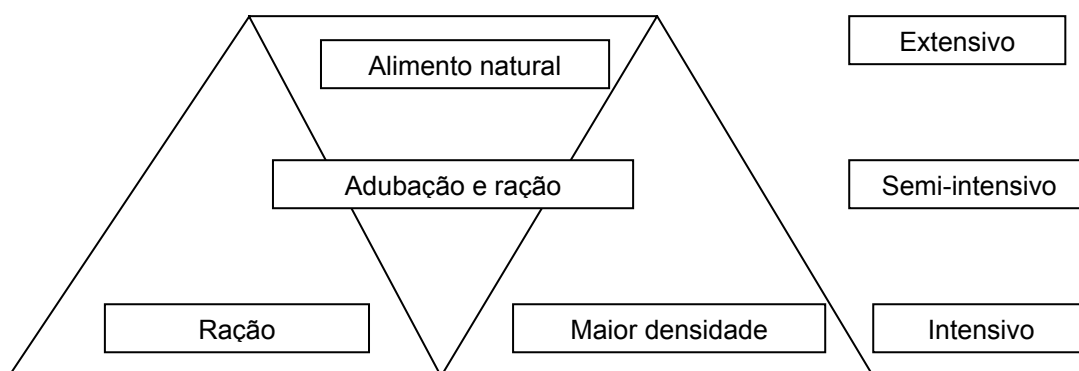 Alimento natural
Extensivo
Adubação e ração
Semi-intensivo
Ração
Maior densidade
Intensivo